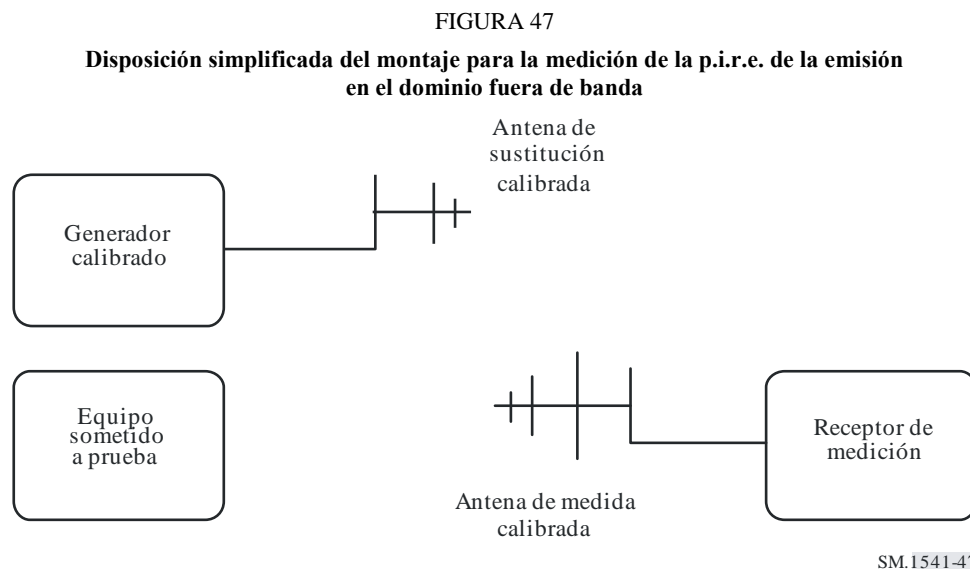 FIGURA 47
Disposición simplificada del montaje para la medición de la p.i.r.e. de la emisión
en el dominio fuera de banda
Antena de
sustitución
calibrada
Generador
calibrado
Equipo
sometido
a prueba
Receptor de
medición
Antena de medida
calibrada
SM.1541-47